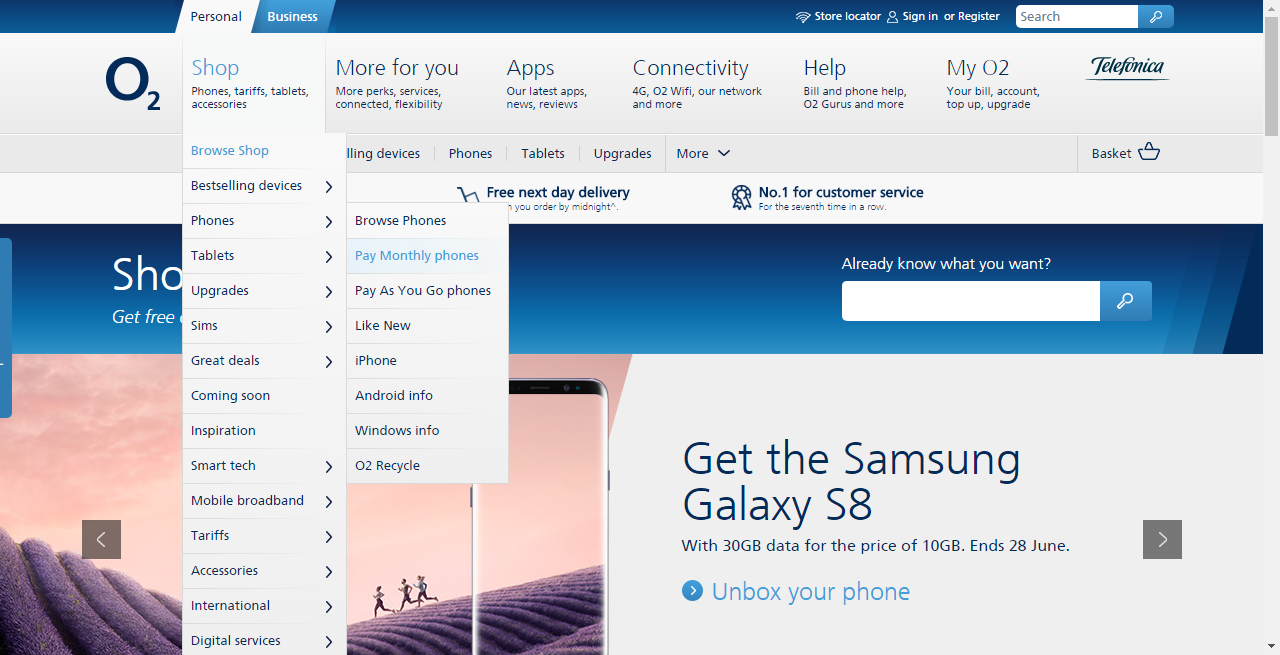 Personal
Business
Store locator
Sign in or Register
Search
O2
Shop
Phones, tariffs, tablets,
accessories
More for you
More perks, services,
connected, flexibility
Apps
Our latest apps,
news, reviews
Connectivity
4G, O2 Wifi, our network
and more
Help
Bill and phone help,
O2 Gurus and more
My O2
Your bill, account,
top up, upgrade
Telefónica
Browse Shop
lling devices
Phones
Tablets
Upgrades
More
Basket
Bestselling devices
Phones
Tablets
Upgrades
Sims
Great deals
Coming soon
Inspiration
Smart tech
Mobile broadband
Tariffs
Accessories
International
Digital services
Browse Phones
Pay Monthly phones
Pay As You Go phones
Like New
iPhone
Android info
Windows info
O2 Recycle
Free next day delivery
you order by midnight^.
No.1 for customer service
For the seventh time in a row.
Sho
Get free
Already know what you want?
Get the Samsung
Galaxy S8
With 30GB data for the price of 10GB. Ends 28 June.
Unbox your phone